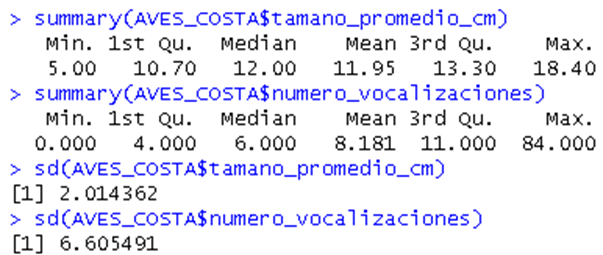 > summary(AVES_COSTA$tamano_promedio_cm)
   Min. 1st Qu.  Median    Mean 3rd Qu.    Max.
   5.00   10.70   12.00   11.95   13.30   18.40
> summary(AVES_COSTA$numero_vocalizaciones)
   Min. 1st Qu.  Median    Mean 3rd Qu.    Max.
  0.000   4.000   6.000   8.181  11.000  84.000
> sd(AVES_COSTA$tamano_promedio_cm)
[1] 2.014362
> sd(AVES_COSTA$numero_vocalizaciones)
[1] 6.605491